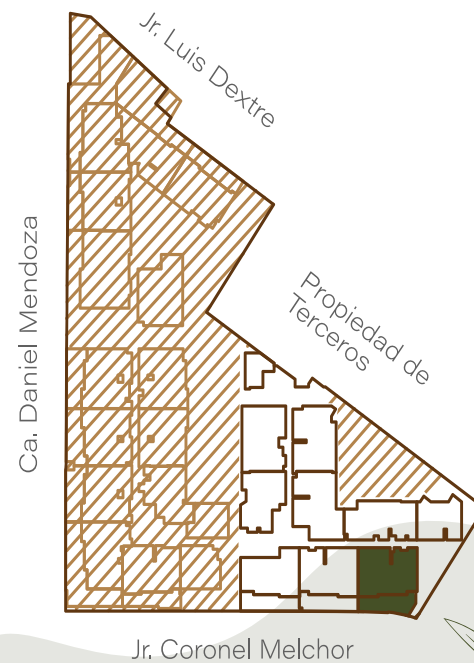 Jr. Luis Dextre
Ca. Daniel Mendoza
Propiedad de
Terceros
Jr. Coronel Melchor